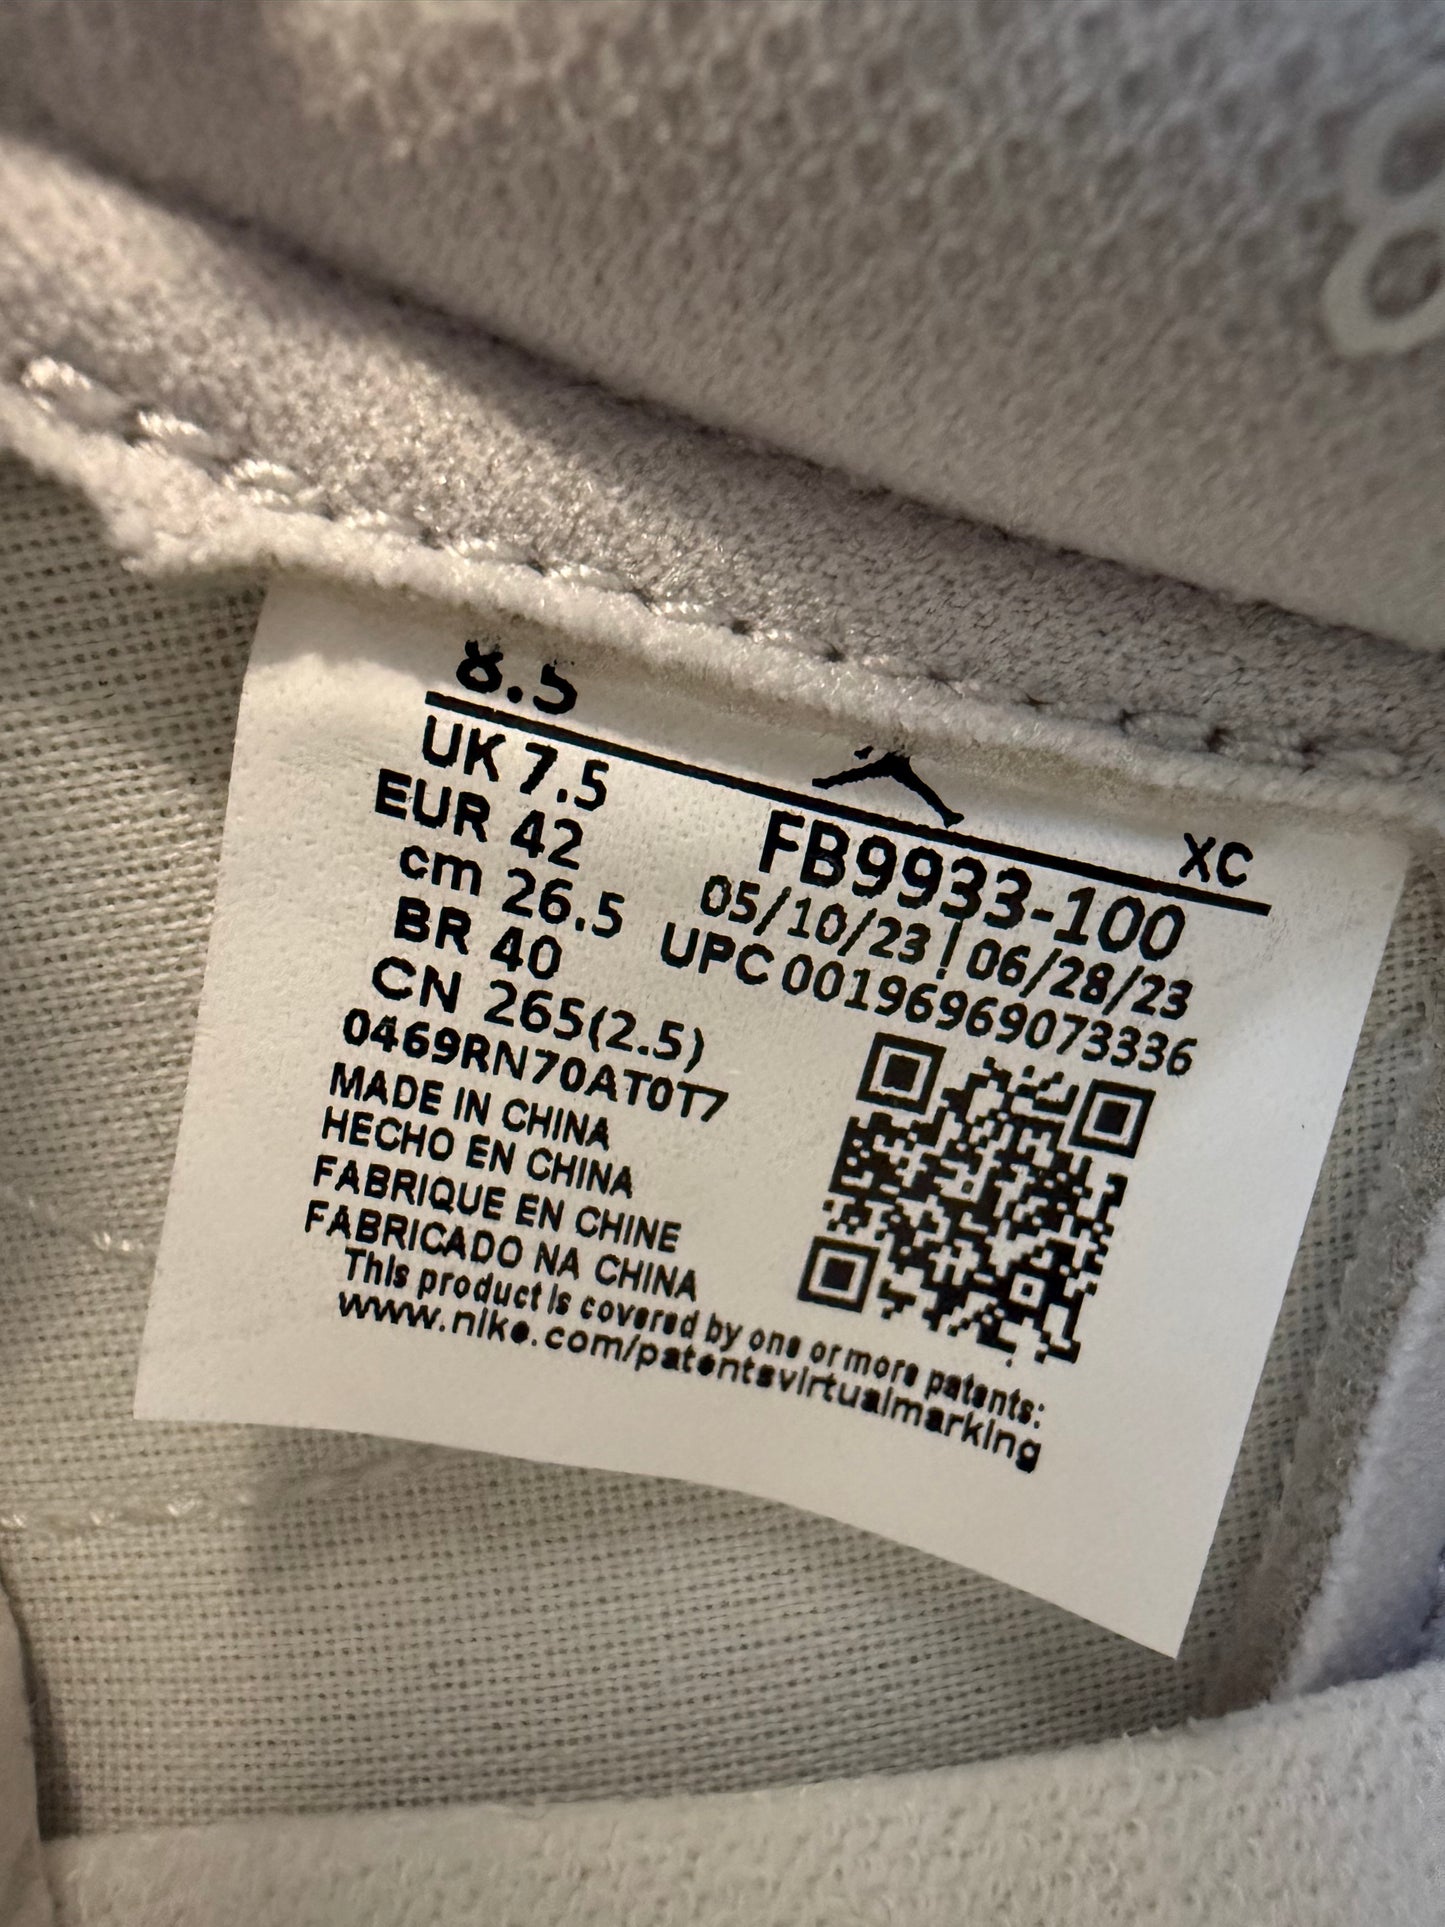 8.5
XC
UK 7.5
EUR 42
cm 26.5
BR 40
CN 265(2.5)
0469RN70AT0T7
FB9933-100
05/10/23 | 06/28/23
UPC 00196969073336
MADE IN CHINA
HECHO EN CHINA
FABRIQUE EN CHINE
FABRICADO NA CHINA
This product is covered by one or more patents:
www.nike.com/patentsvirtualmarking